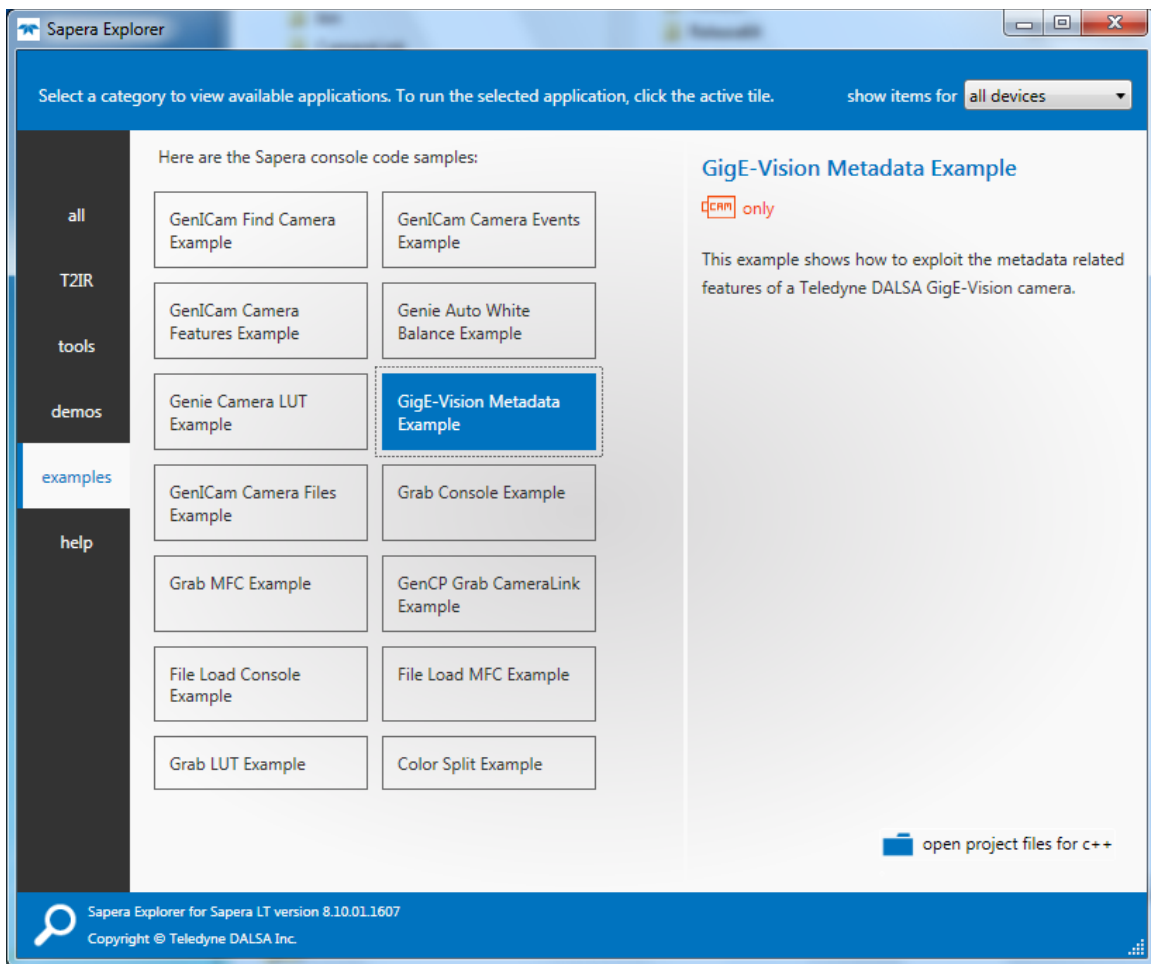 Sapera Explorer
Select a category to view available applications. To run the selected application, click the active tile.
show items for all devices
all
T2IR
tools
demos
examples
help
Here are the Sapera console code samples:
GenICam Find Camera
Example
GenICam Camera Events
Example
GenICam Camera
Features Example
Genie Auto White
Balance Example
Genie Camera LUT
Example
GigE-Vision Metadata
Example
GenICam Camera Files
Example
Grab Console Example
Grab MFC Example
GenCP Grab CameraLink
Example
File Load Console
Example
File Load MFC Example
Grab LUT Example
Color Split Example
GigE-Vision Metadata Example
CAM only
This example shows how to exploit the metadata related
features of a Teledyne DALSA GigE-Vision camera.
open project files for c++
Sapera Explorer for Sapera LT version 8.10.01.1607
Copyright © Teledyne DALSA Inc.